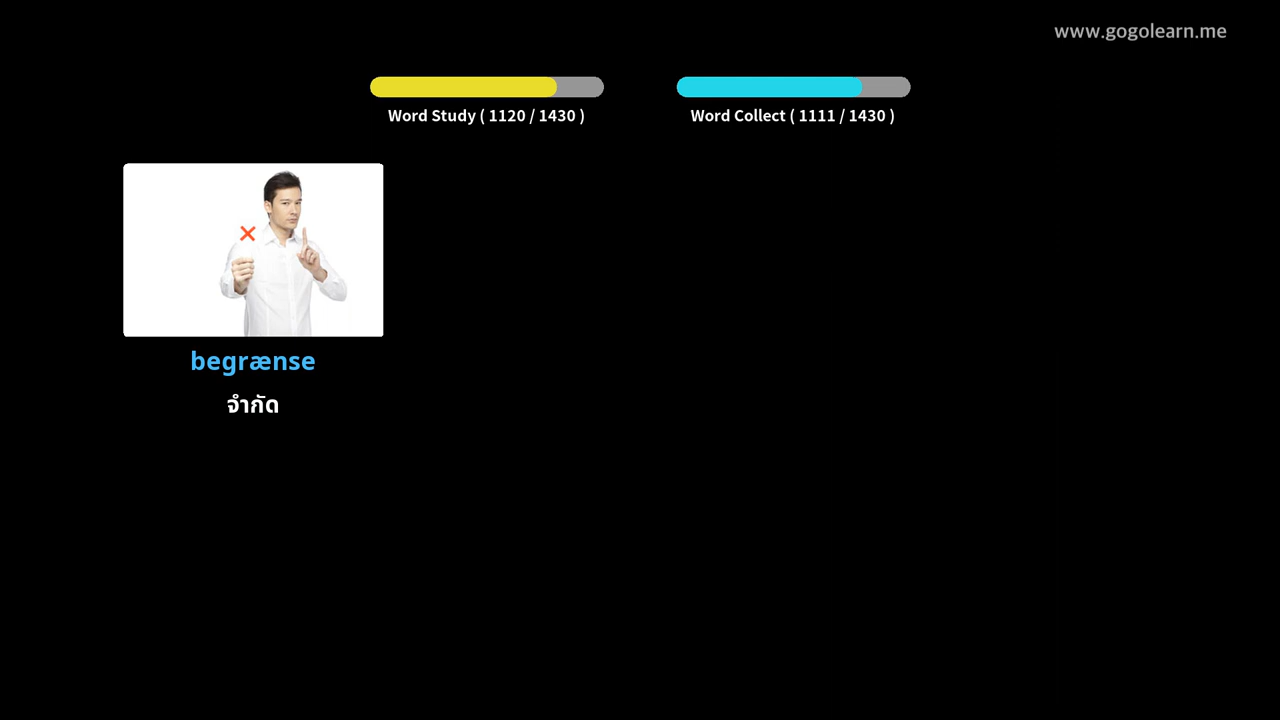 www.gogolearn.me
Word Study ( 1120 / 1430 )
Word Collect ( 1111 / 1430 )
begrænse
จำกัด